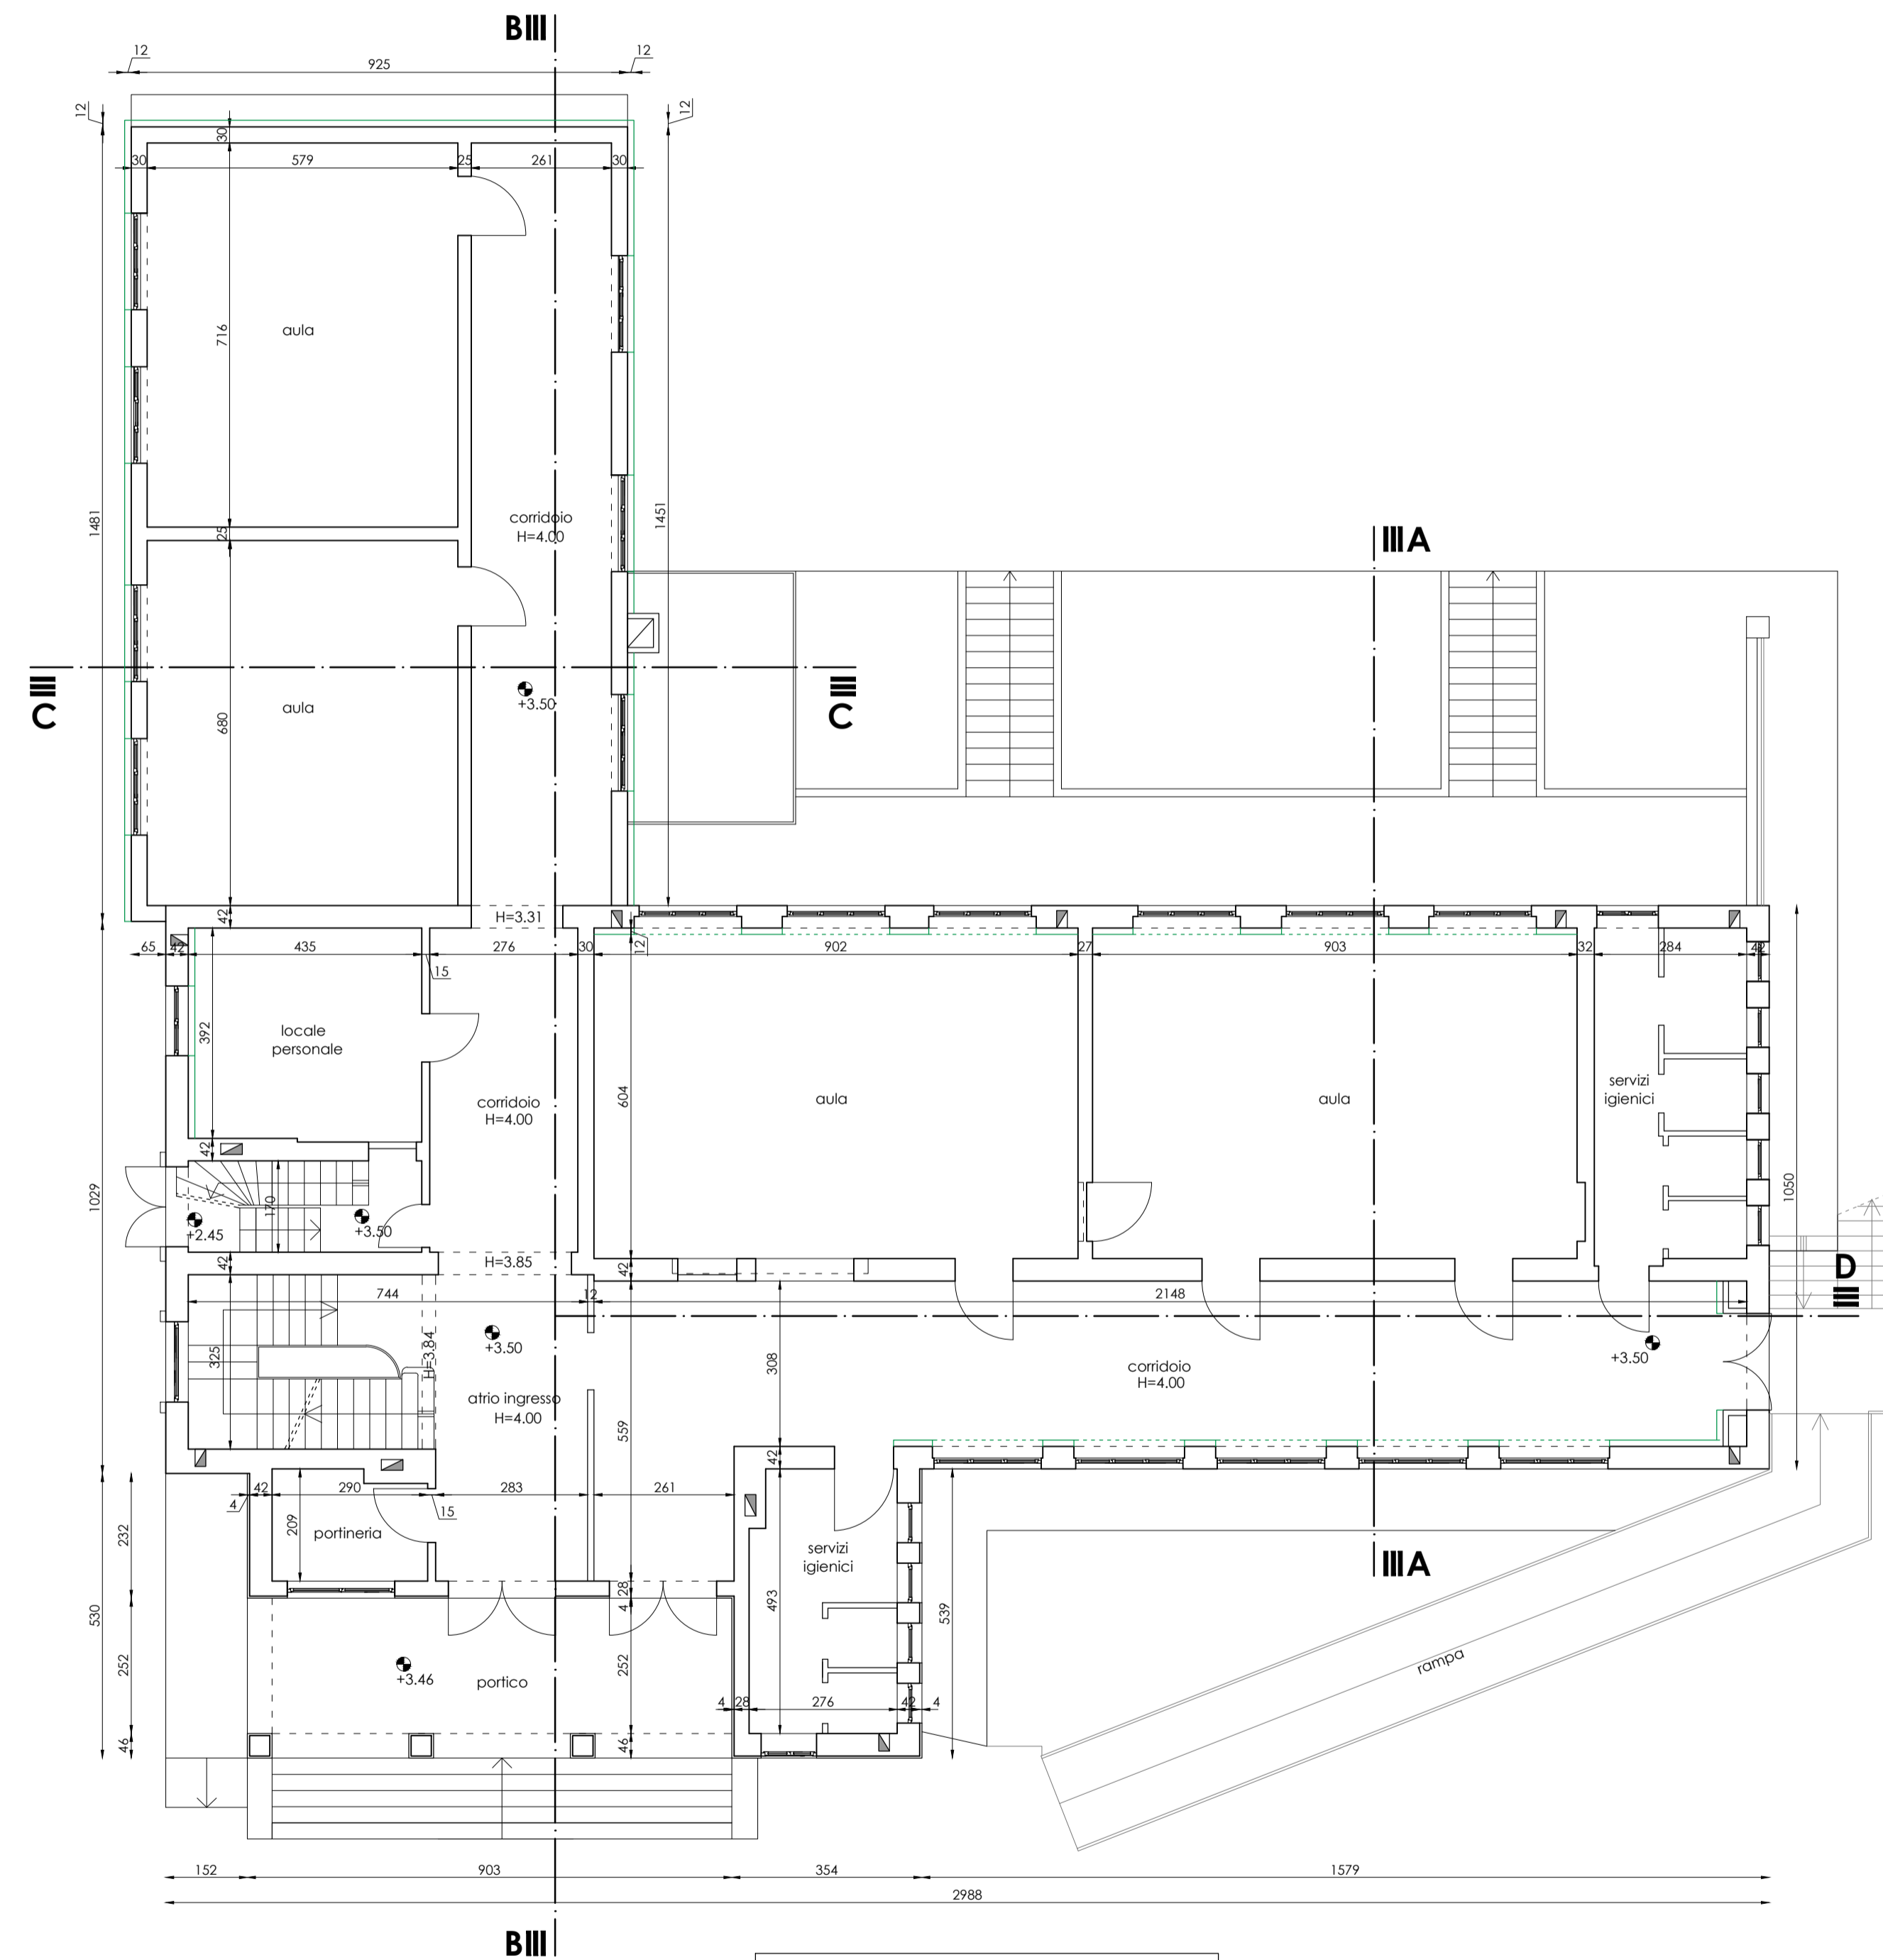 BIII
12
925
12
12
12
30
30
579
25
261
30
716
aula
1481
corridoio
H=4.00
1451
25
IIIA
C
C
680
aula
+3.50
42
H=3.31
65
42
435
15
276
30
12
902
27
903
32
284
42
392
locale
personale
corridoio
H=4.00
604
aula
aula
servizi
igienici
1029
1050
42
170
+2.45
+3.50
42
H=3.85
42
D
744
12
2148
325
H=3.84
+3.50
308
+3.50
atrio ingresso
H=4.00
corridoio
H=4.00
559
42
4
42
290
15
283
261
IIIA
232
209
portineria
servizi
igienici
28
4
493
539
530
252
+3.46
portico
252
rampa
4
28
276
42
4
46
46
152
903
354
1579
2988
BIII